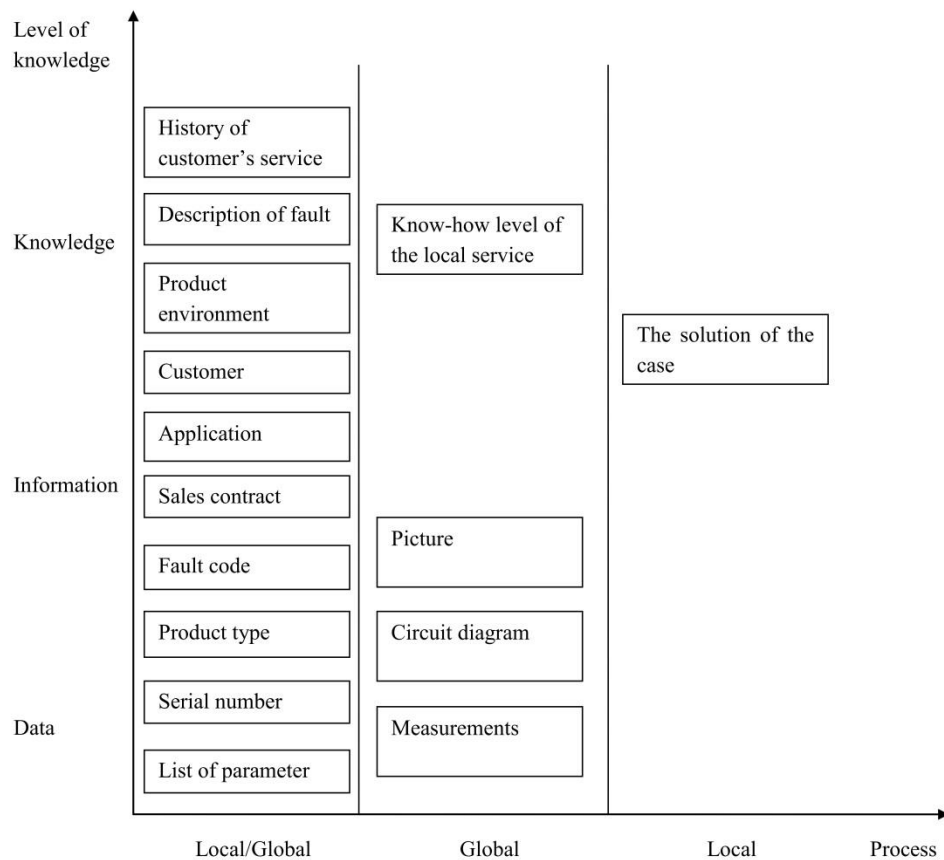 Level of
knowledge
History of
customer's service
Description of fault
Know-how level of
the local service
Knowledge
Product
environment
The solution of the
case
Customer
Application
Information
Sales contract
Picture
Fault code
Product type
Circuit diagram
Serial number
Data
Measurements
List of parameter
Local/Global
Global
Local
Process